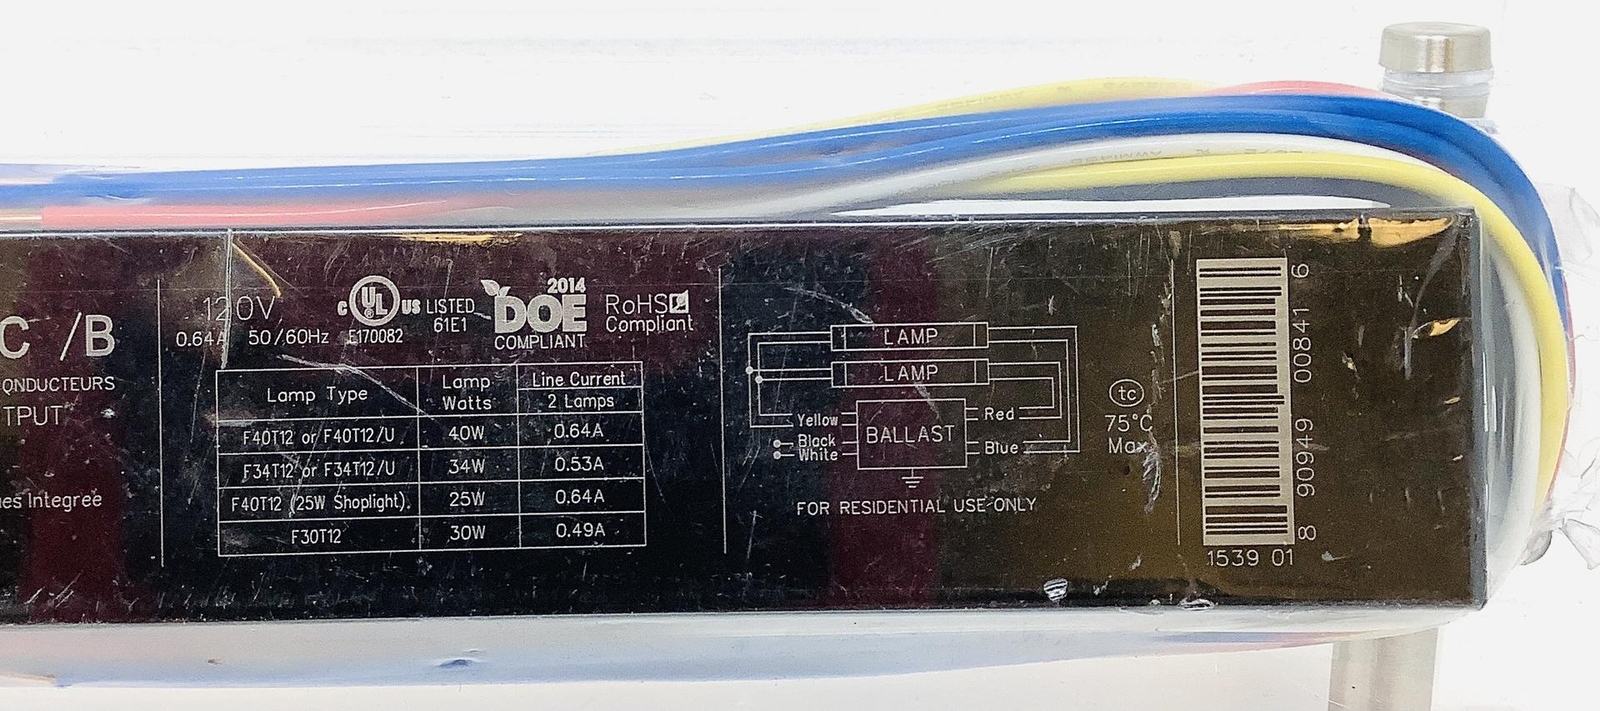 C /B
ONDUCTEURS
TPUT
es Integreé
120V
0.64A 50/60Hz
c UL US LISTED
E170082
61E1
2014
DOE
COMPLIANT
RoHS
Compliant
Lamp Type Lamp Watts Line Current 2 Lamps
F40T12 or F40T12/U 40W 0.64A
F34T12 or F34T12/U 34W 0.53A
F40T12 (25W Shoplight) 25W 0.64A
F30T12 30W 0.49A
LAMP
LAMP
Yellow
Black
White
BALLAST
Red
Blue
FOR RESIDENTIAL USE ONLY
tc
75°C
Max
8 90949 00841 6
1539 01